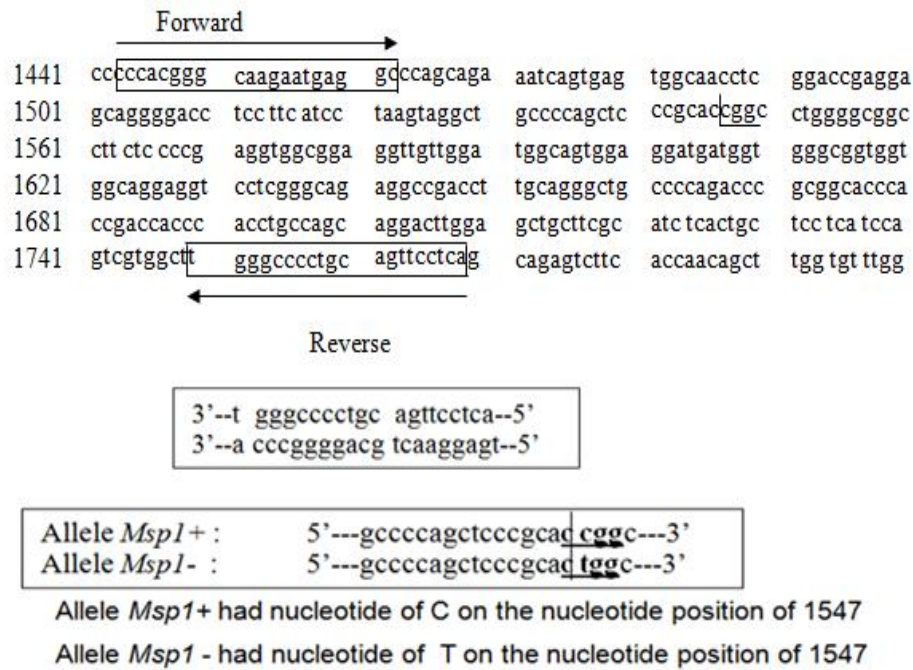 Forward
1441 cccccacggg caagaatgag gcccagcaga aatcagtgag tggcaacctc ggaccgagga
1501 gcaggggacc tcc ttc atcc taagtaggct gccccagctc ccgcaccggc ctggggcggc
1561 ctt ctc cccg aggtggcgga ggttgttgga tggcagtgga ggatgatggt gggcggtggt
1621 ggcaggaggt cctcgggcag aggccgacct tgcagggctg ccccagaccc gcggcaccca
1681 ccgaccaccc acctgccagc aggacttgga gctgcttcgc atc tcactgc tcc tca tcca
1741 gtcgtggctt gggcccctgc agttcctcag cagagtcttc accaacagct tgg tgt ttgg
Reverse
3’--t gggcccctgc agttcctca--5’
3’--a cccggggacg tcaaggagt--5’
Allele Msp1+ : 5’---gccccagctcccgcac cggc---3’
Allele Msp1- : 5’---gccccagctcccgcac tggc---3’
Allele Msp1+ had nucleotide of C on the nucleotide position of 1547
Allele Msp1 - had nucleotide of T on the nucleotide position of 1547